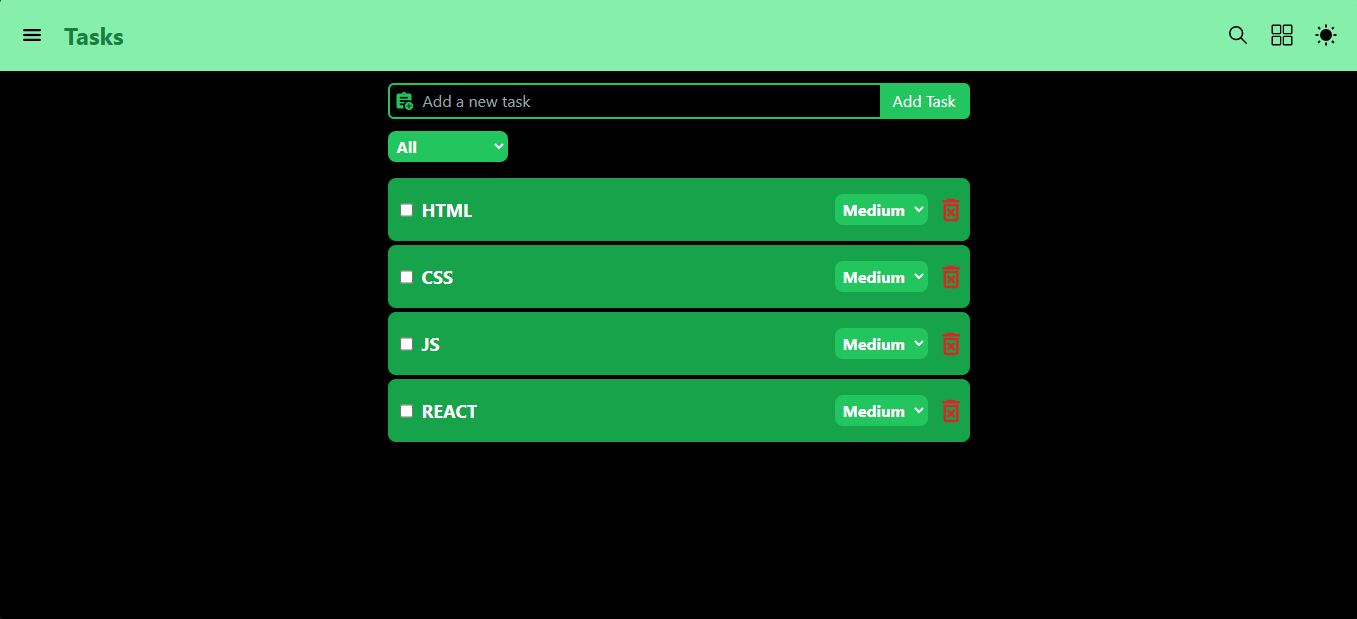 Tasks
Add a new task Add Task
All
HTML Medium
CSS Medium
JS Medium
REACT Medium